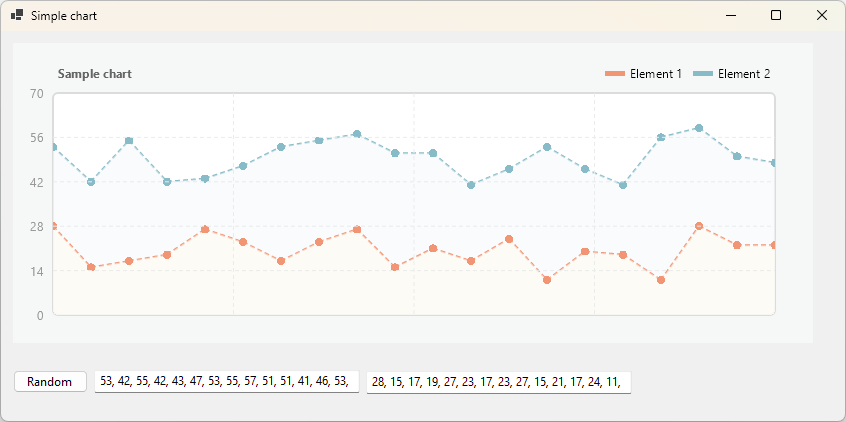 Simple chart
Sample chart
Element 1
Element 2
70
56
42
28
14
0
Random
53, 42, 55, 42, 43, 47, 53, 55, 57, 51, 51, 41, 46, 53,
28, 15, 17, 19, 27, 23, 17, 23, 27, 15, 21, 17, 24, 11,